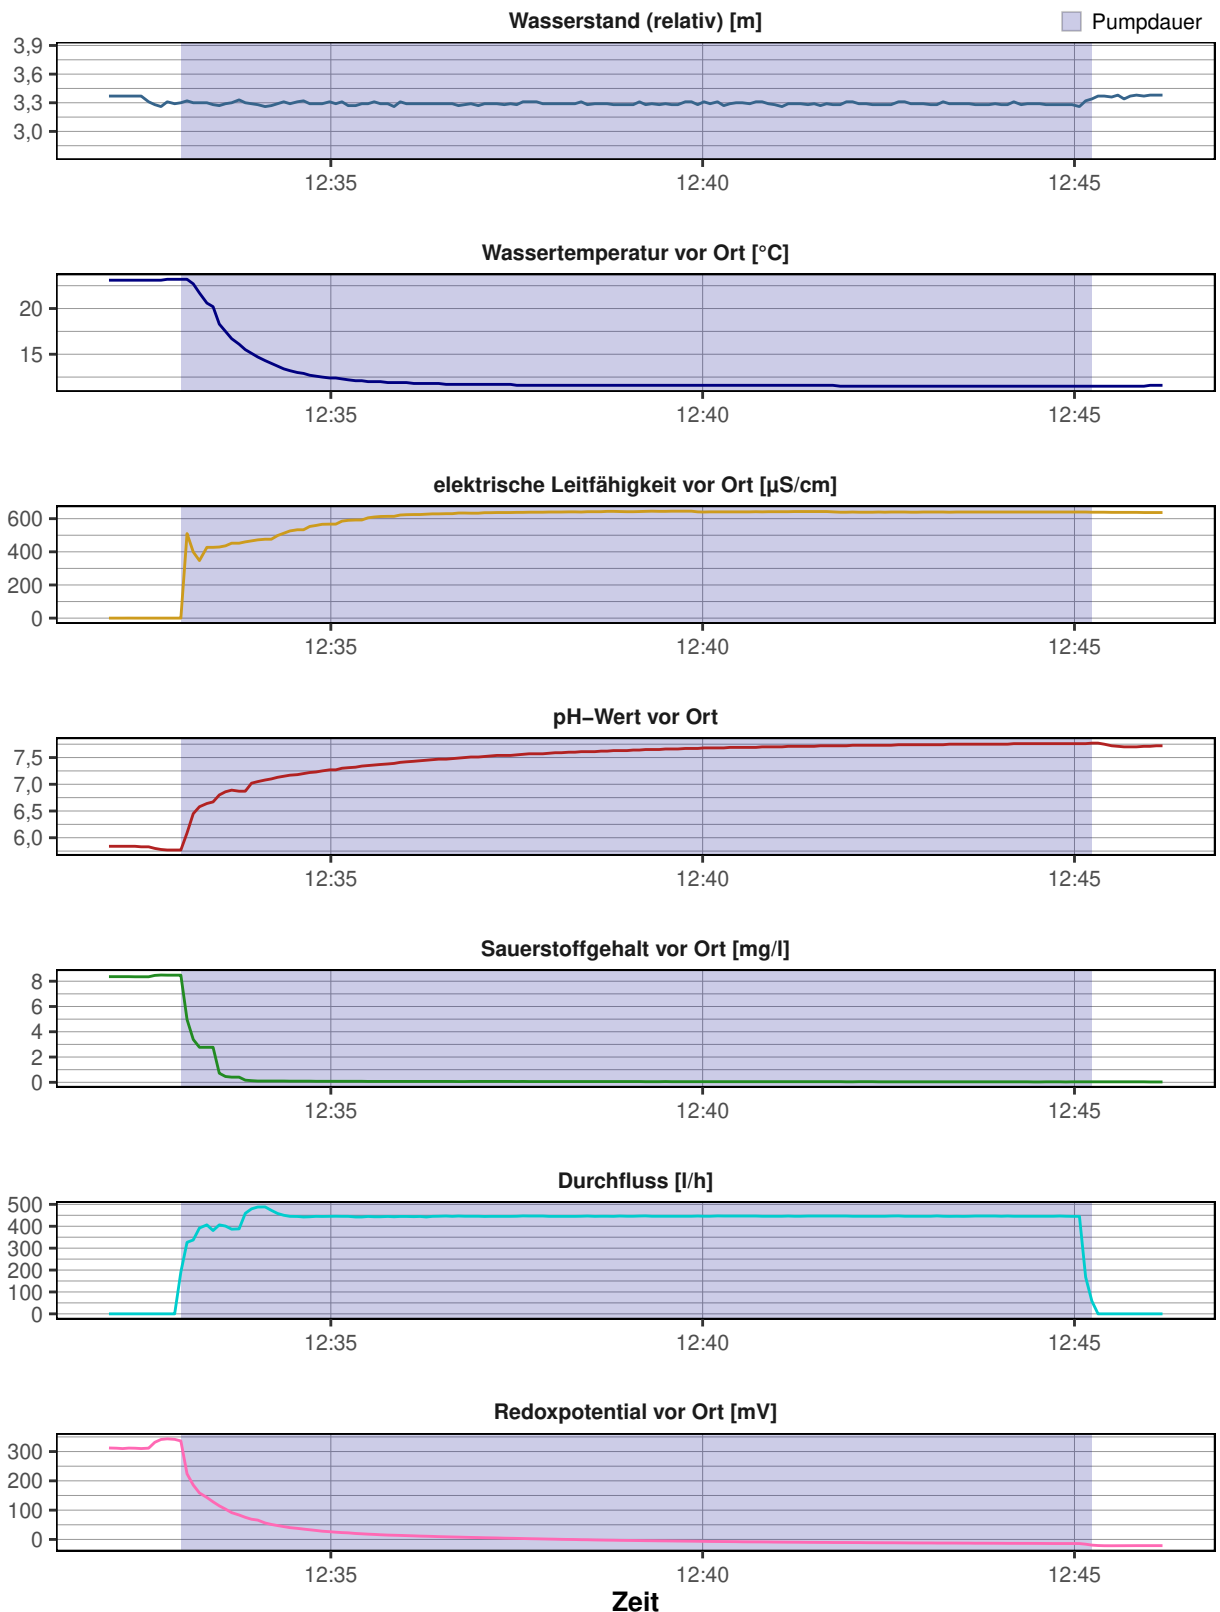 Wasserstand (relativ) [m]
Pumpdauer
3,9
3,6
3,3
3,0
12:35 12:40 12:45
Wassertemperatur vor Ort [°C]
20
15
12:35 12:40 12:45
elektrische Leitfähigkeit vor Ort [µS/cm]
600
400
200
0
12:35 12:40 12:45
pH−Wert vor Ort
7,5
7,0
6,5
6,0
12:35 12:40 12:45
Sauerstoffgehalt vor Ort [mg/l]
8
6
4
2
0
12:35 12:40 12:45
Durchfluss [l/h]
500
400
300
200
100
0
12:35 12:40 12:45
Redoxpotential vor Ort [mV]
300
200
100
0
12:35 12:40 12:45
Zeit